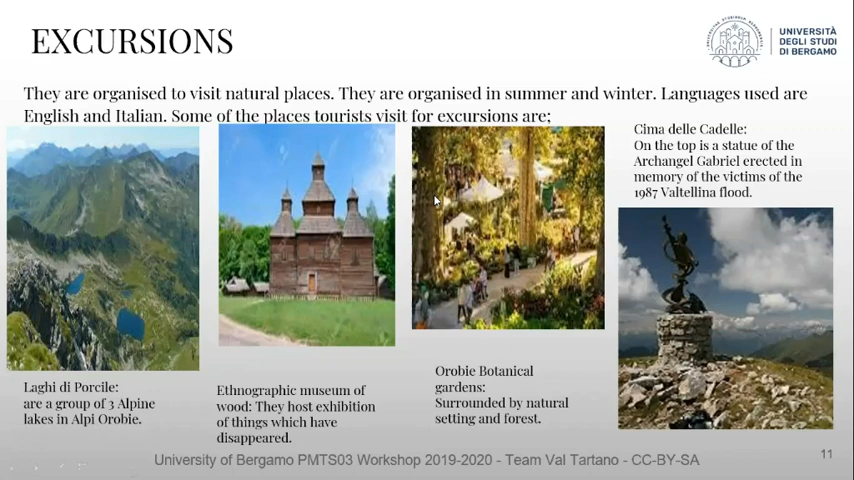 EXCURSIONS
UNIVERSITÀ
DEGLI STUDI
DI BERGAMO
They are organised to visit natural places. They are organised in summer and winter. Languages used are
English and Italian. Some of the places tourists visit for excursions are;
Cima delle Cadelle:
On the top is a statue of the
Archangel Gabriel erected in
memory of the victims of the
1987 Valtellina flood.
Laghi di Porcile:
are a group of 3 Alpine
lakes in Alpi Orobie.
Ethnographic museum of
wood: They host exhibition
of things which have
disappeared.
Orobie Botanical
gardens:
Surrounded by natural
setting and forest.
University of Bergamo PMTS03 Workshop 2019-2020 - Team Val Tartano - CC-BY-SA
11